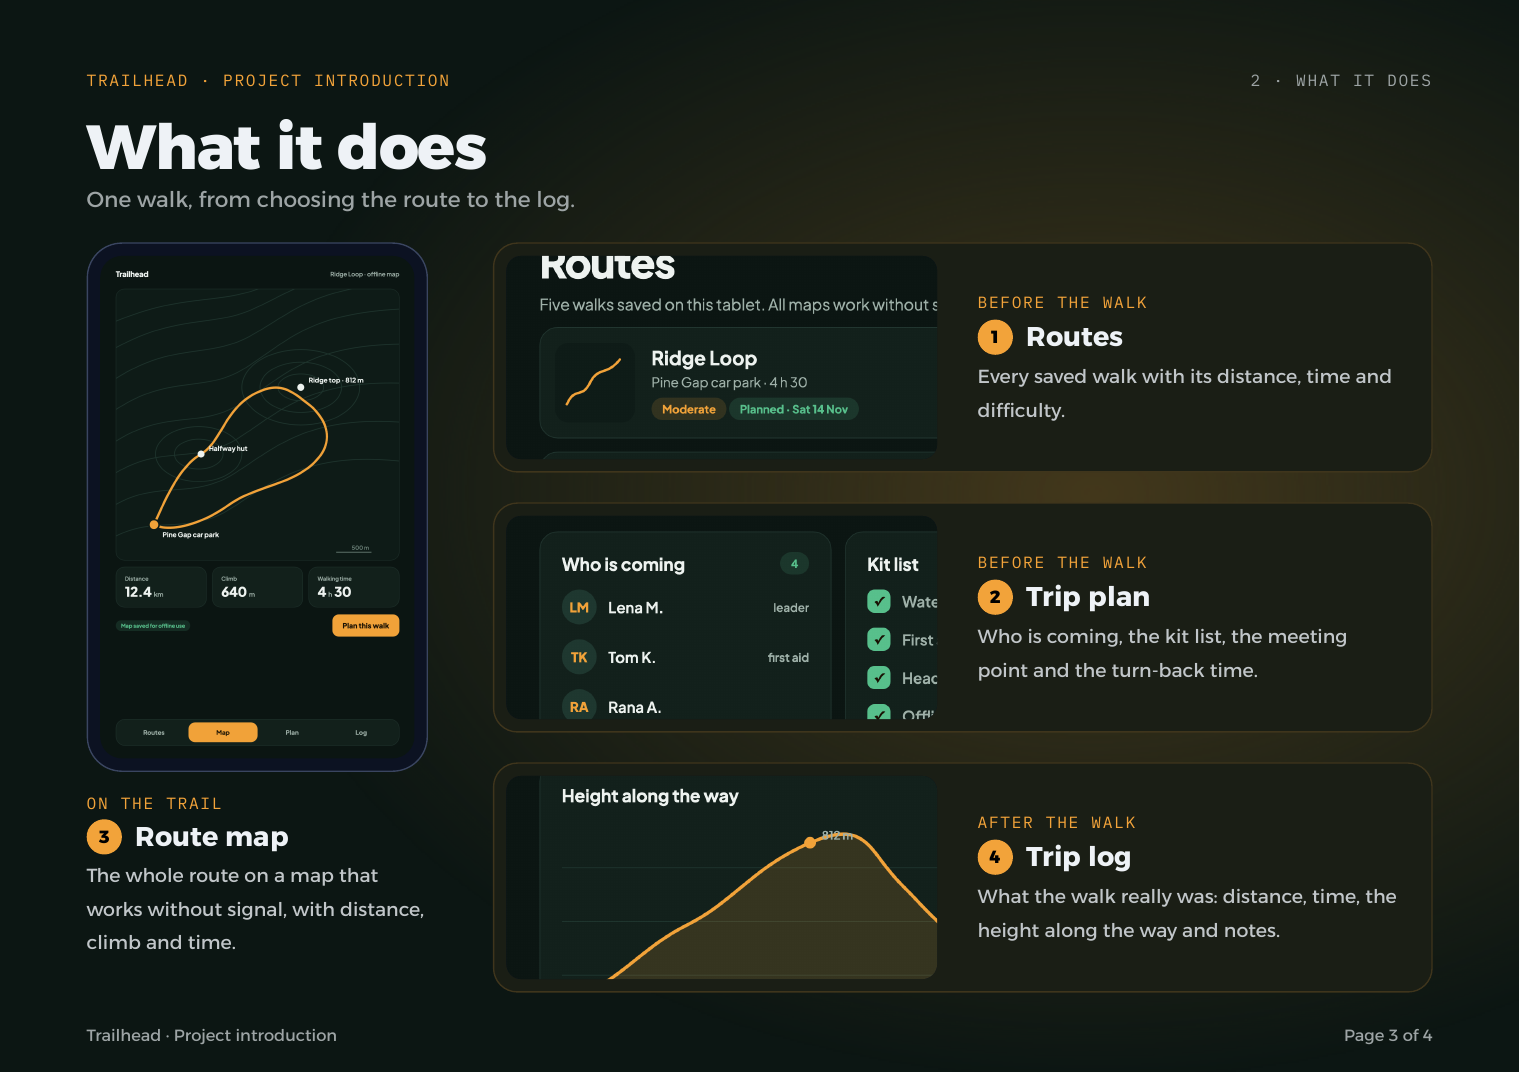 TRAILHEAD · PROJECT INTRODUCTION
2 · WHAT IT DOES
What it does
One walk, from choosing the route to the log.
Trailhead
Ridge Loop · offline map
Ridge top · 812 m
Halfway hut
Pine Gap car park
500 m
Distance
12.4 km
Climb
640 m
Walking time
4 h 30
Map saved for offline use
Plan this walk
Routes
Map
Plan
Log
ON THE TRAIL
3 Route map
The whole route on a map that
works without signal, with distance,
climb and time.
Routes
Five walks saved on this tablet. All maps work without s
Ridge Loop
Pine Gap car park · 4 h 30
Moderate
Planned · Sat 14 Nov
BEFORE THE WALK
1 Routes
Every saved walk with its distance, time and
difficulty.
Who is coming
4
LM Lena M. leader
TK Tom K. first aid
RA Rana A.
Kit list
Wate
First
Head
BEFORE THE WALK
2 Trip plan
Who is coming, the kit list, the meeting
point and the turn-back time.
Height along the way
812 m
AFTER THE WALK
4 Trip log
What the walk really was: distance, time, the
height along the way and notes.
Trailhead · Project introduction
Page 3 of 4